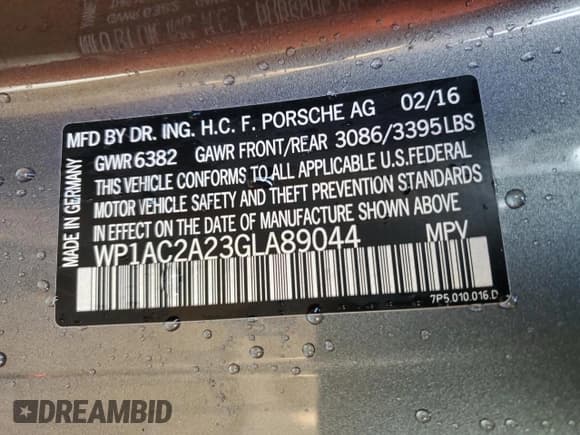 MFD BY DR. ING. H.C. F. PORSCHE AG 02/16
GWR 6382 GAWR FRONT/REAR 3086/3395 LBS
THIS VEHICLE CONFORMS TO ALL APPLICABLE U.S.FEDERAL
MOTOR VEHICLE SAFETY AND THEFT PREVENTION STANDARDS
IN EFFECT ON THE DATE OF MANUFACTURE SHOWN ABOVE
WP1AC2A23GLA89044 MPV
MADE IN GERMANY
7P5.010.016.D
DREAMBID